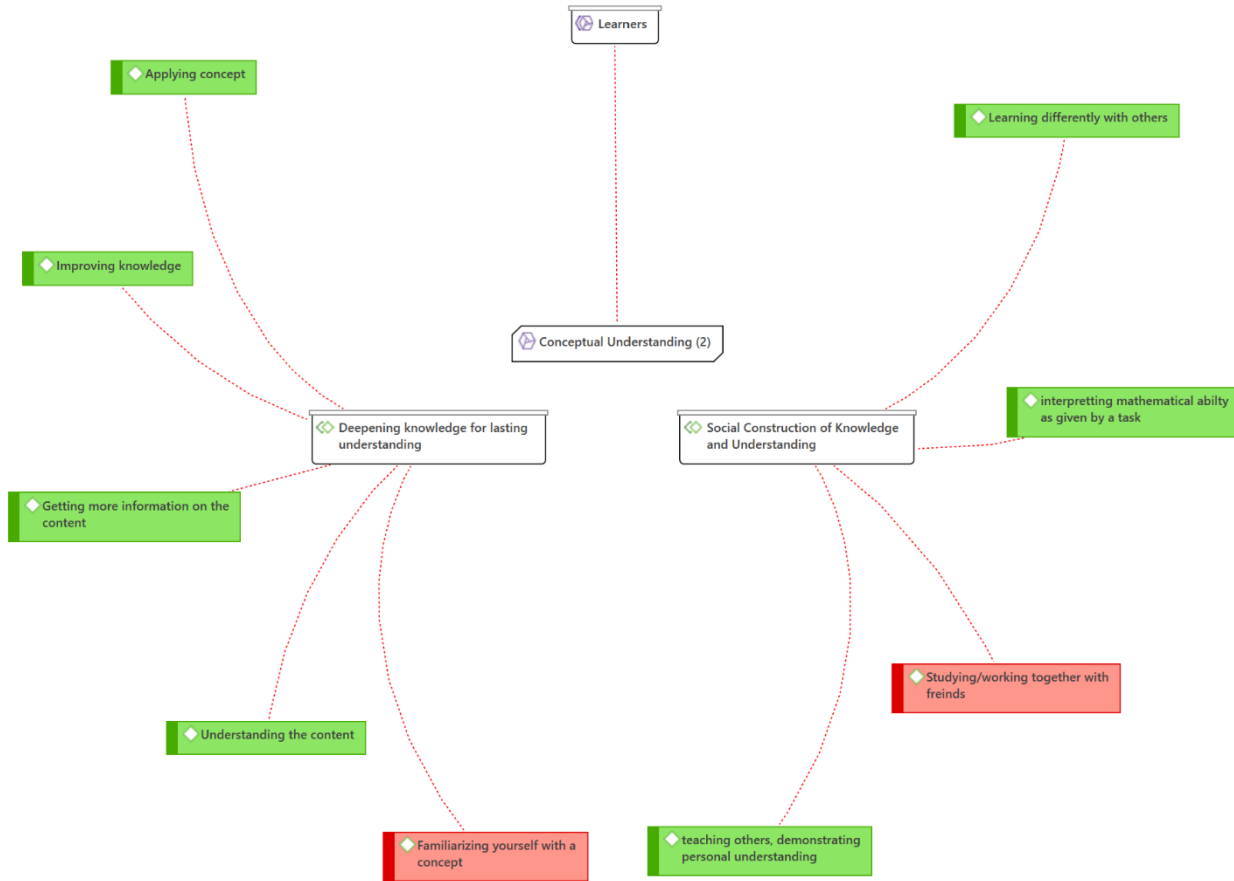 Learners
Applying concept
Learning differently with others
Improving knowledge
Conceptual Understanding (2)
Deepening knowledge for lasting
understanding
Social Construction of Knowledge
and Understanding
interpretting mathematical abilty
as given by a task
Getting more information on the
content
Studying/working together with
freinds
Understanding the content
Familiarizing yourself with a
concept
teaching others, demonstrating
personal understanding